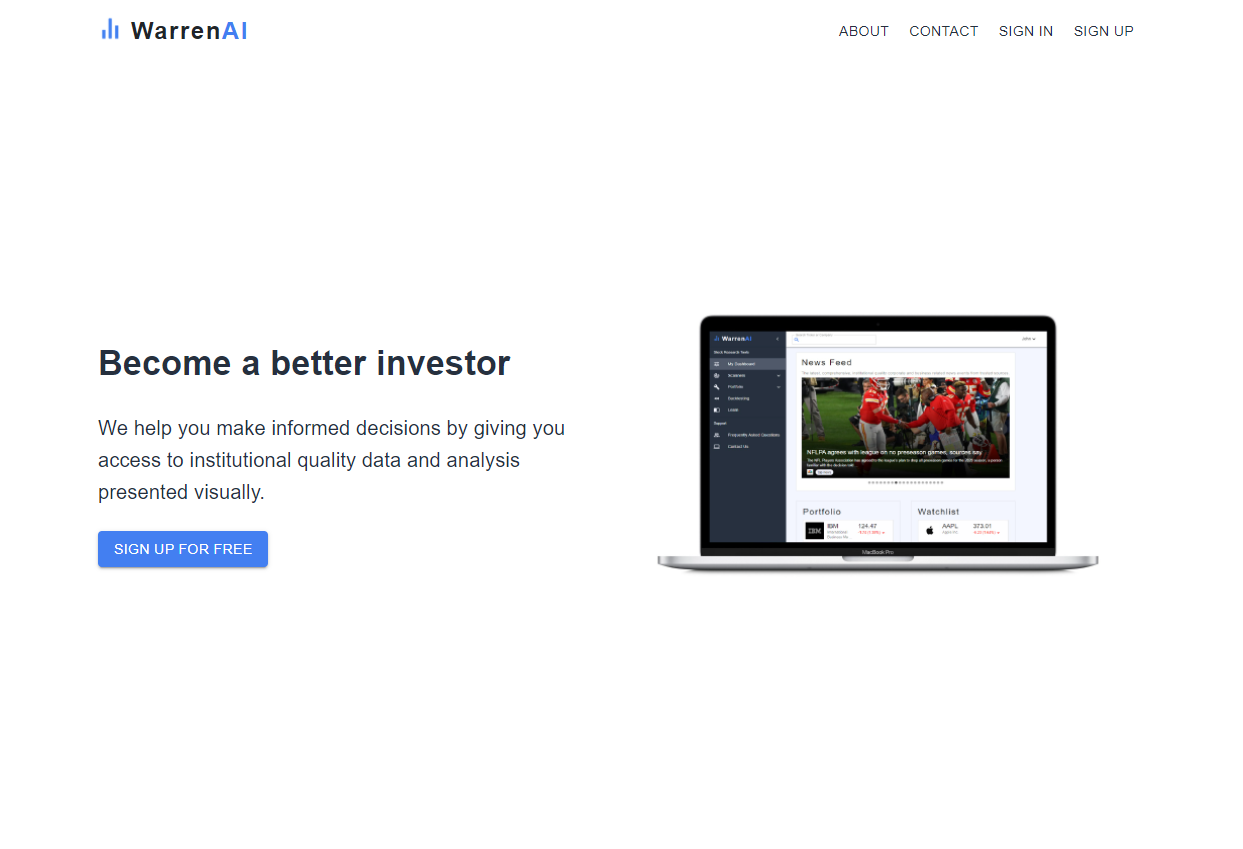 WarrenAI
ABOUT CONTACT SIGN IN SIGN UP
Become a better investor
We help you make informed decisions by giving you
access to institutional quality data and analysis
presented visually.
SIGN UP FOR FREE
WarrenAI
Stock Research Tools
My Dashboard
Scanners
Portfolio
Learn
Support
Frequently Asked Questions
Contact Us
News Feed
NFLPA agrees with league on no preseason games, sources say
Portfolio
IBM
IBM
124.47
Watchlist
AAPL
373.01
MacBook Pro